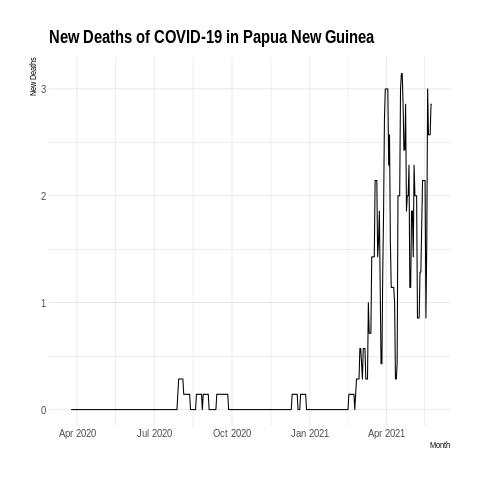 New Deaths of COVID-19 in Papua New Guinea
New Deaths
3
2
1
0
Apr 2020 Jul 2020 Oct 2020 Jan 2021 Apr 2021
Month